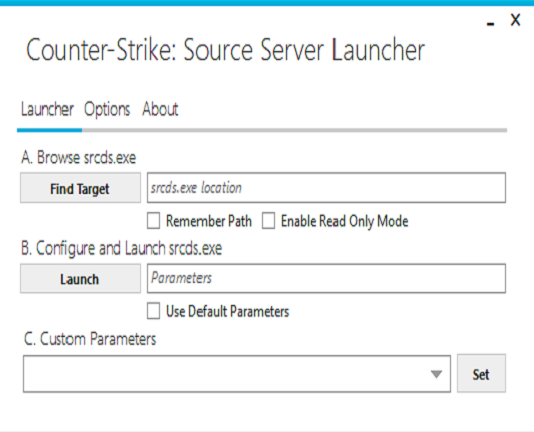 Counter-Strike: Source Server Launcher
Launcher Options About
A. Browse srcds.exe
Find Target srcds.exe location
Remember Path Enable Read Only Mode
B. Configure and Launch srcds.exe
Launch Parameters
Use Default Parameters
C. Custom Parameters
Set